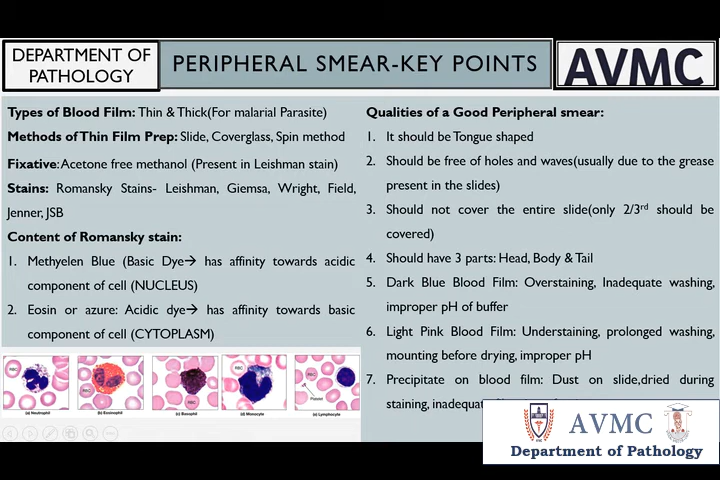 DEPARTMENT OF
PATHOLOGY
PERIPHERAL SMEAR-KEY POINTS
AVMC
Types of Blood Film: Thin & Thick(For malarial Parasite)
Methods of Thin Film Prep: Slide, Coverglass, Spin method
Fixative: Acetone free methanol (Present in Leishman stain)
Stains: Romansky Stains- Leishman, Giemsa, Wright, Field,
Jenner, JSB
Content of Romansky stain:
1. Methyelen Blue (Basic Dye→ has affinity towards acidic
component of cell (NUCLEUS)
2. Eosin or azure: Acidic dye→ has affinity towards basic
component of cell (CYTOPLASM)
RBC
RBC
RBC
RBC
RBC
Platelet
(a) Neutrophil
(b) Eosinophil
(c) Basophil
(d) Monocyte
(e) Lymphocyte
Qualities of a Good Peripheral smear:
1. It should be Tongue shaped
2. Should be free of holes and waves(usually due to the grease
present in the slides)
3. Should not cover the entire slide(only 2/3rd should be
covered)
4. Should have 3 parts: Head, Body & Tail
5. Dark Blue Blood Film: Overstaining, Inadequate washing,
improper pH of buffer
6. Light Pink Blood Film: Understaining, prolonged washing,
mounting before drying, improper pH
7. Precipitate on blood film: Dust on slide,dried during
staining, inadequate
AVMC
Department of Pathology